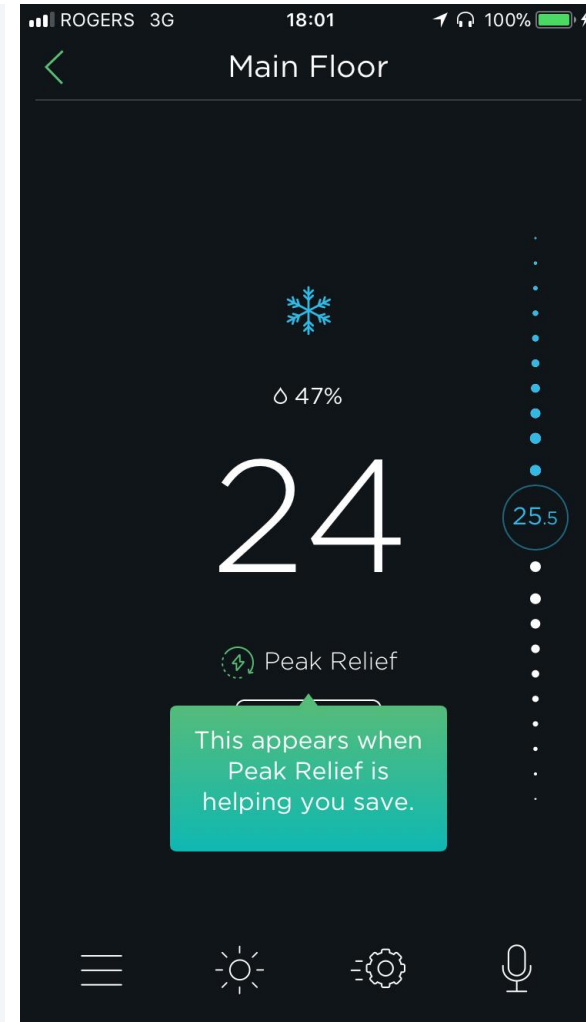 ROGERS 3G 18:01 100%
Main Floor
47%
24
25.5
Peak Relief
This appears when
Peak Relief is
helping you save.